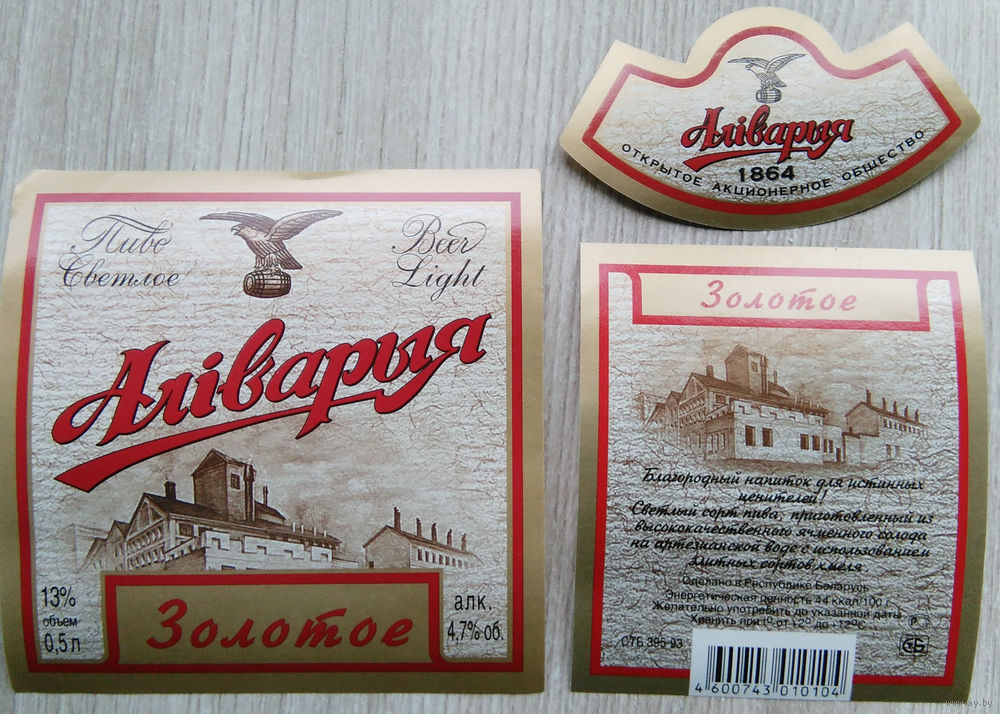 Пиво
Светлое
Beer
Light
Аліварыя
13%
объем
0,5 л
Золотое
алк.
4,7% об.
Аліварыя
1864
ОТКРЫТОЕ АКЦИОНЕРНОЕ ОБЩЕСТВО
Золотое
Благородный напиток для истинных
ценителей!
Светлый сорт пива, приготовленный из
высококачественного ячменного солода
на артезианской воде с использованием
элитных сортов хмеля
Сделано в Республике Беларусь
Энергетическая ценность 44 ккал/100 г.
Желательно употребить до указанной даты
Хранить при t° от +2° до +12°С
СТБ 395-93
4 600743 010104